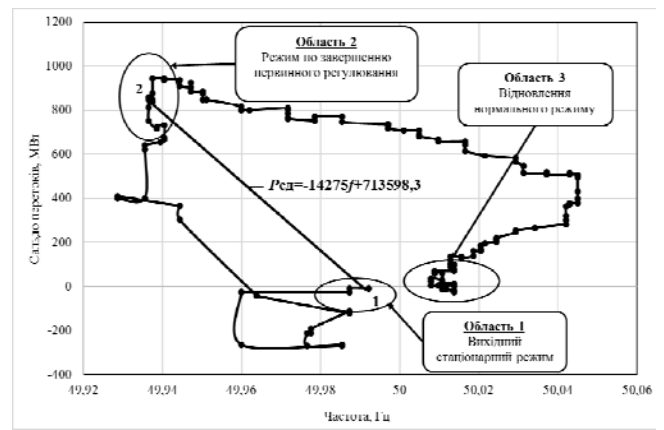 1200
1000
800
600
400
200
0
-200
-400
49,92
49,94
49,96
49,98
50
50,02
50,04
50,06
Частота, Гц
Сальдо перетоків, МВт
Область 2
Режим по завершенню
первинного регулювання
Область 3
Відновлення
нормального режиму
2
Pсд=-14275f+713598,3
1
Область 1
Вихідний
стаціонарний режим